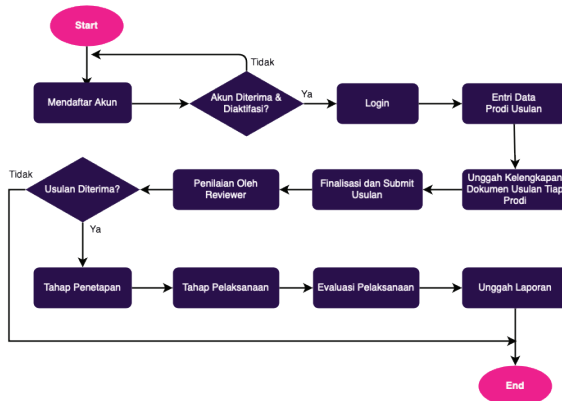 Start
Tidak
Mendaftar Akun
Akun Diterima &
Diaktifasi?
Ya
Login
Entri Data
Prodi Usulan
Tidak
Usulan Diterima?
Penilaian Oleh
Reviewer
Finalisasi dan Submit
Usulan
Unggah Kelengkapan
Dokumen Usulan Tiap
Prodi
Ya
Tahap Penetapan
Tahap Pelaksanaan
Evaluasi Pelaksanaan
Unggah Laporan
End